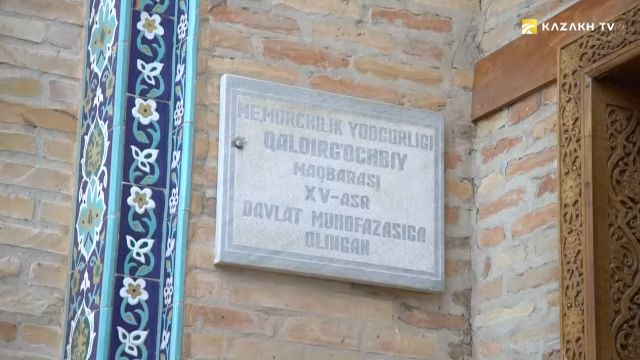 KAZAKH TV
ME,MORCHILIK YODGORLIGI
QALDIRG'OCHBIY
MAQBARASI
XV-ASR
DAVLAT MUHOFAZASIGA
OLINGAN